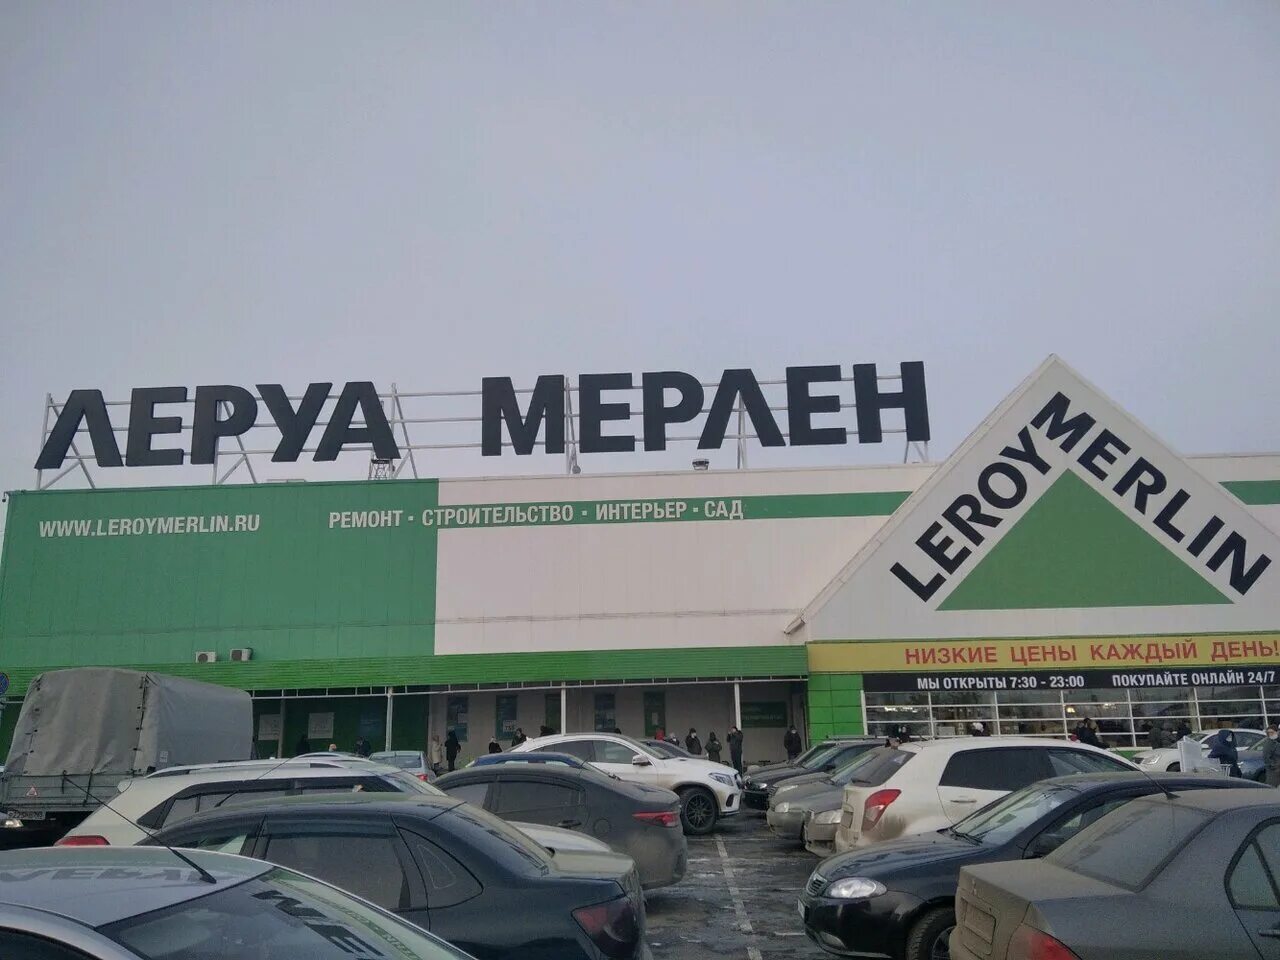 ЛЕРУА МЕРЛЕН
LEROY MERLIN
WWW.LEROYMERLIN.RU
РЕМОНТ · СТРОИТЕЛЬСТВО · ИНТЕРЬЕР · САД
НИЗКИЕ ЦЕНЫ КАЖДЫЙ ДЕНЬ!
МЫ ОТКРЫТЫ 7:30 - 23:00 ПОКУПАЙТЕ ОНЛАЙН 24/7